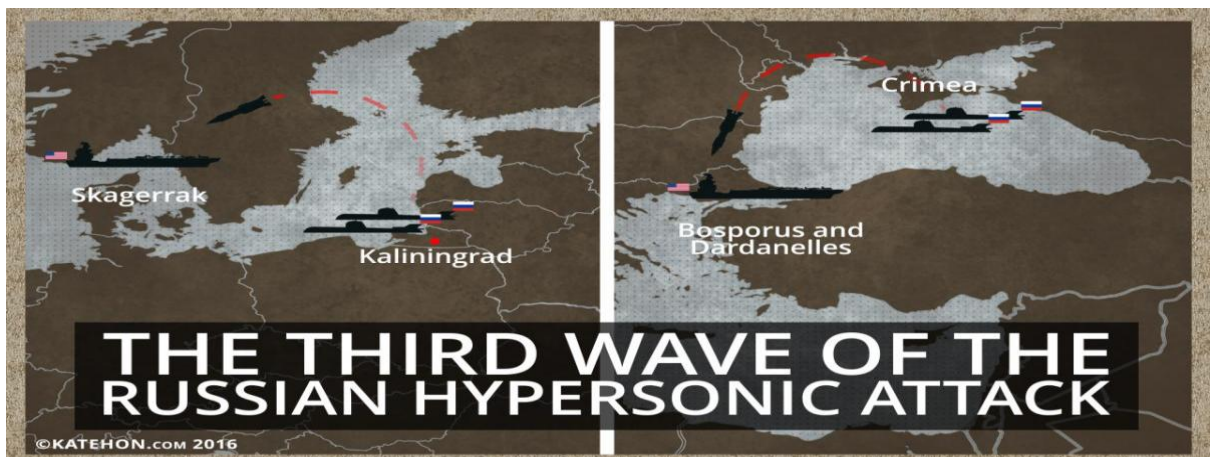 Skagerrak
Kaliningrad
Crimea
Bosporus and
Dardanelles
THE THIRD WAVE OF THE
RUSSIAN HYPERSONIC ATTACK
©KATEHON.COM 2016